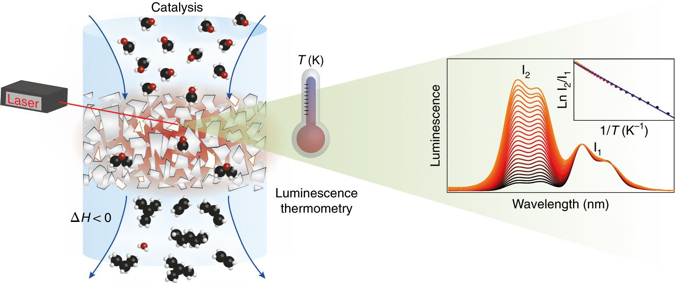 Catalysis
Laser
T (K)
Luminescence
thermometry
ΔH < 0
Luminescence
I₂
I₁
Wavelength (nm)
Ln I₂/I₁
1/T (K⁻¹)